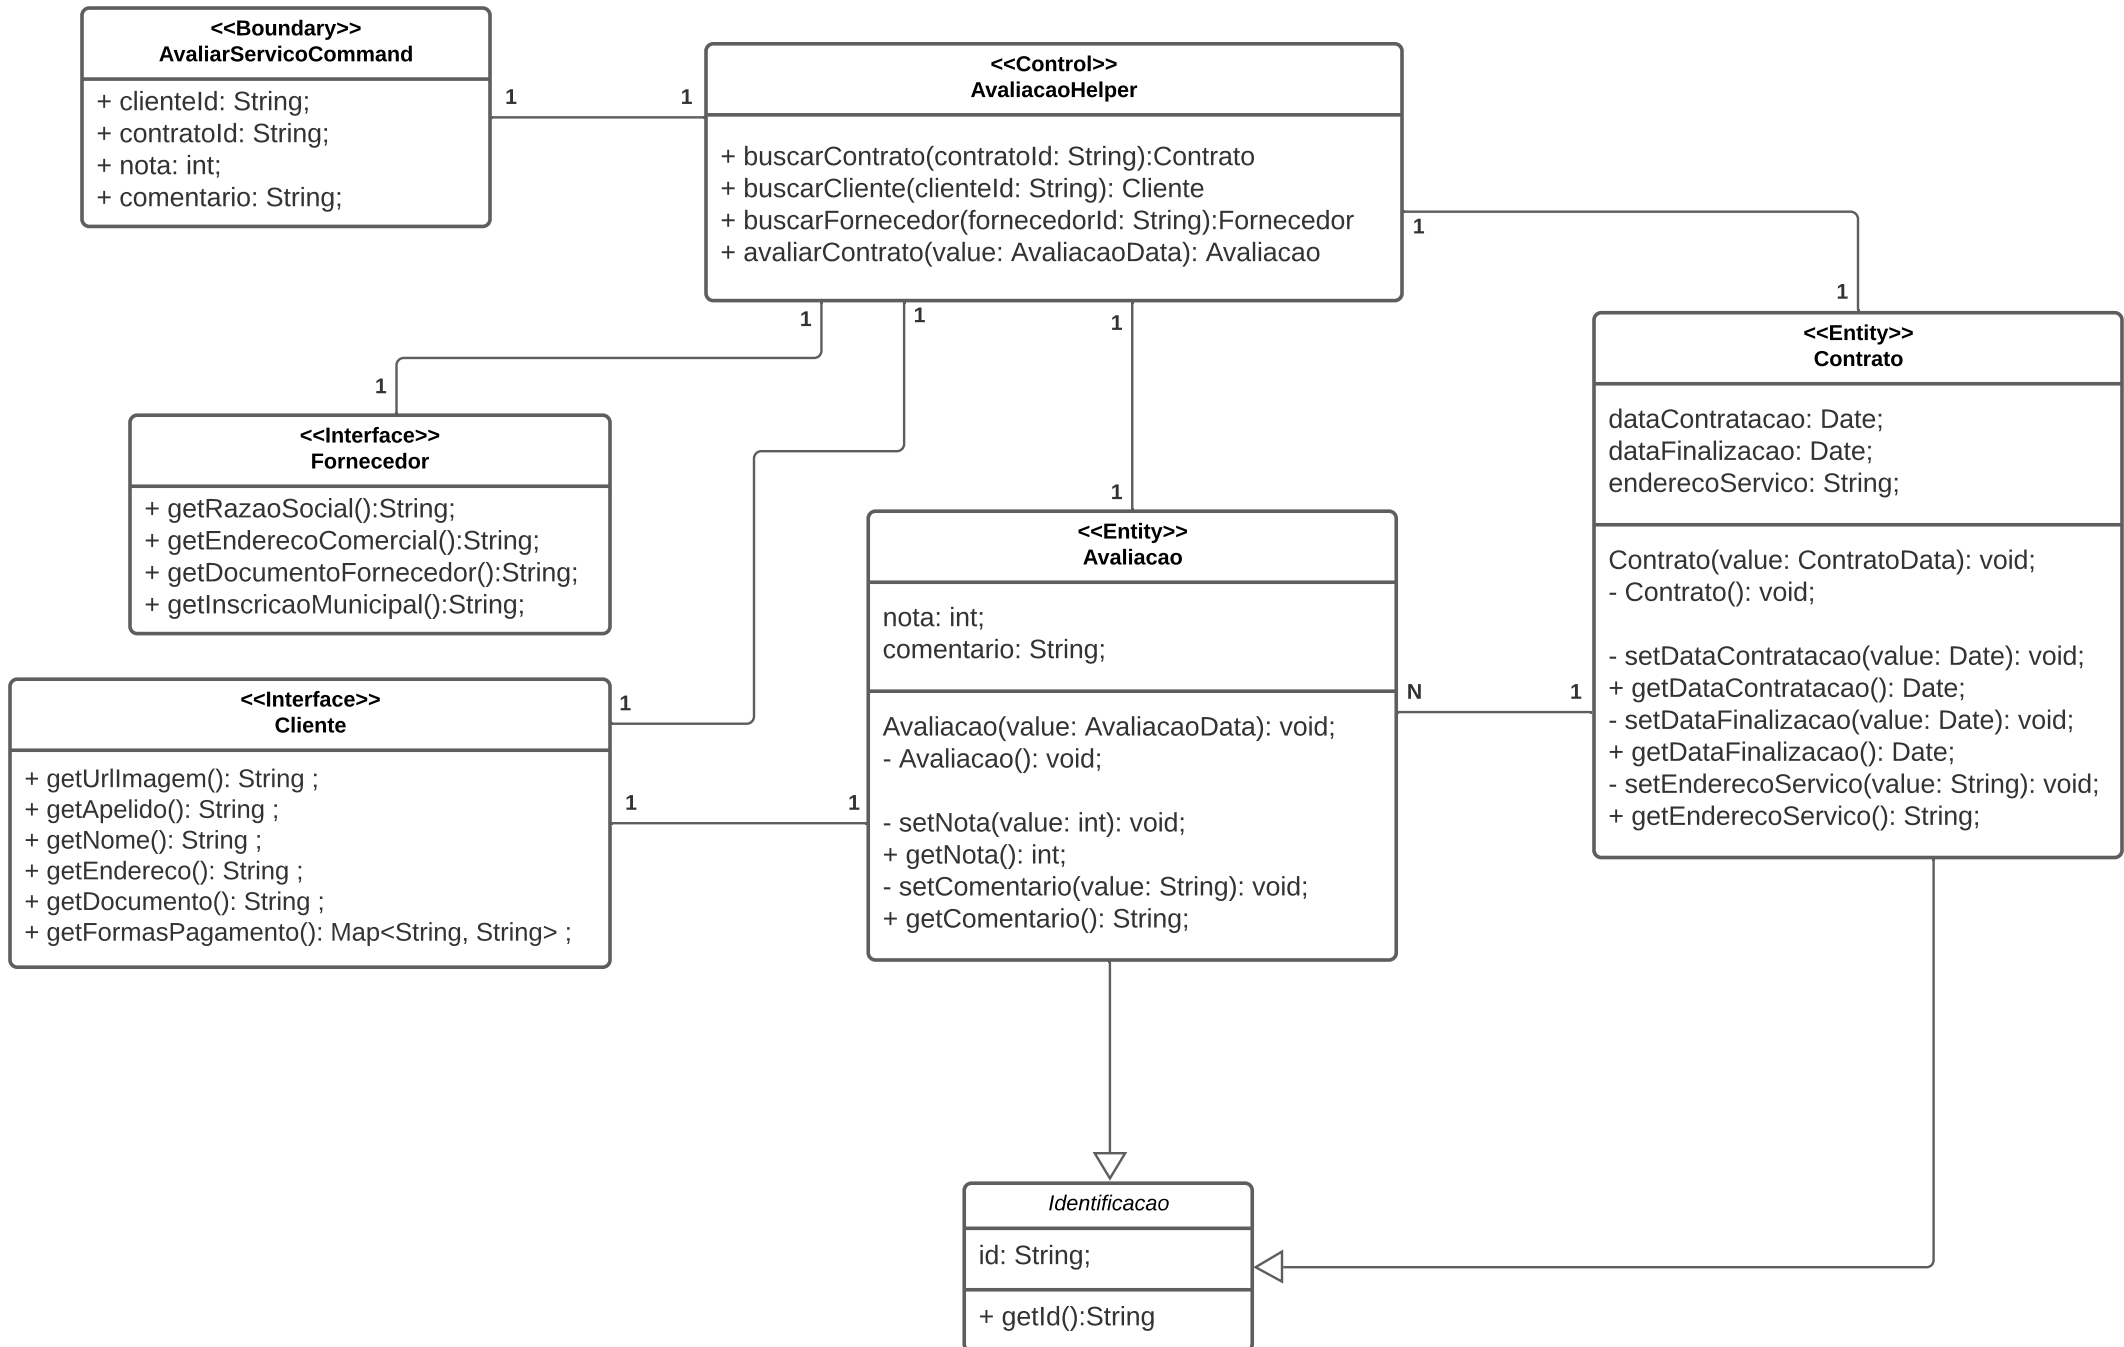 <<Boundary>>
AvaliarServicoCommand
+ clienteId: String;
+ contratoId: String;
+ nota: int;
+ comentario: String;
1
1
<<Control>>
AvaliacaoHelper
+ buscarContrato(contratoId: String):Contrato
+ buscarCliente(clienteId: String): Cliente
+ buscarFornecedor(fornecedorId: String):Fornecedor
+ avaliarContrato(value: AvaliacaoData): Avaliacao
1
1
1
1
1
1
<<Interface>>
Fornecedor
+ getRazaoSocial():String;
+ getEnderecoComercial():String;
+ getDocumentoFornecedor():String;
+ getInscricaoMunicipal():String;
1
<<Interface>>
Cliente
+ getUrlImagem(): String ;
+ getApelido(): String ;
+ getNome(): String ;
+ getEndereco(): String ;
+ getDocumento(): String ;
+ getFormasPagamento(): Map<String, String> ;
1
1
1
<<Entity>>
Avaliacao
nota: int;
comentario: String;
Avaliacao(value: AvaliacaoData): void;
- Avaliacao(): void;
- setNota(value: int): void;
+ getNota(): int;
- setComentario(value: String): void;
+ getComentario(): String;
N
1
<<Entity>>
Contrato
dataContratacao: Date;
dataFinalizacao: Date;
enderecoServico: String;
Contrato(value: ContratoData): void;
- Contrato(): void;
- setDataContratacao(value: Date): void;
+ getDataContratacao(): Date;
- setDataFinalizacao(value: Date): void;
+ getDataFinalizacao(): Date;
- setEnderecoServico(value: String): void;
+ getEnderecoServico(): String;
Identificacao
id: String;
+ getId():String